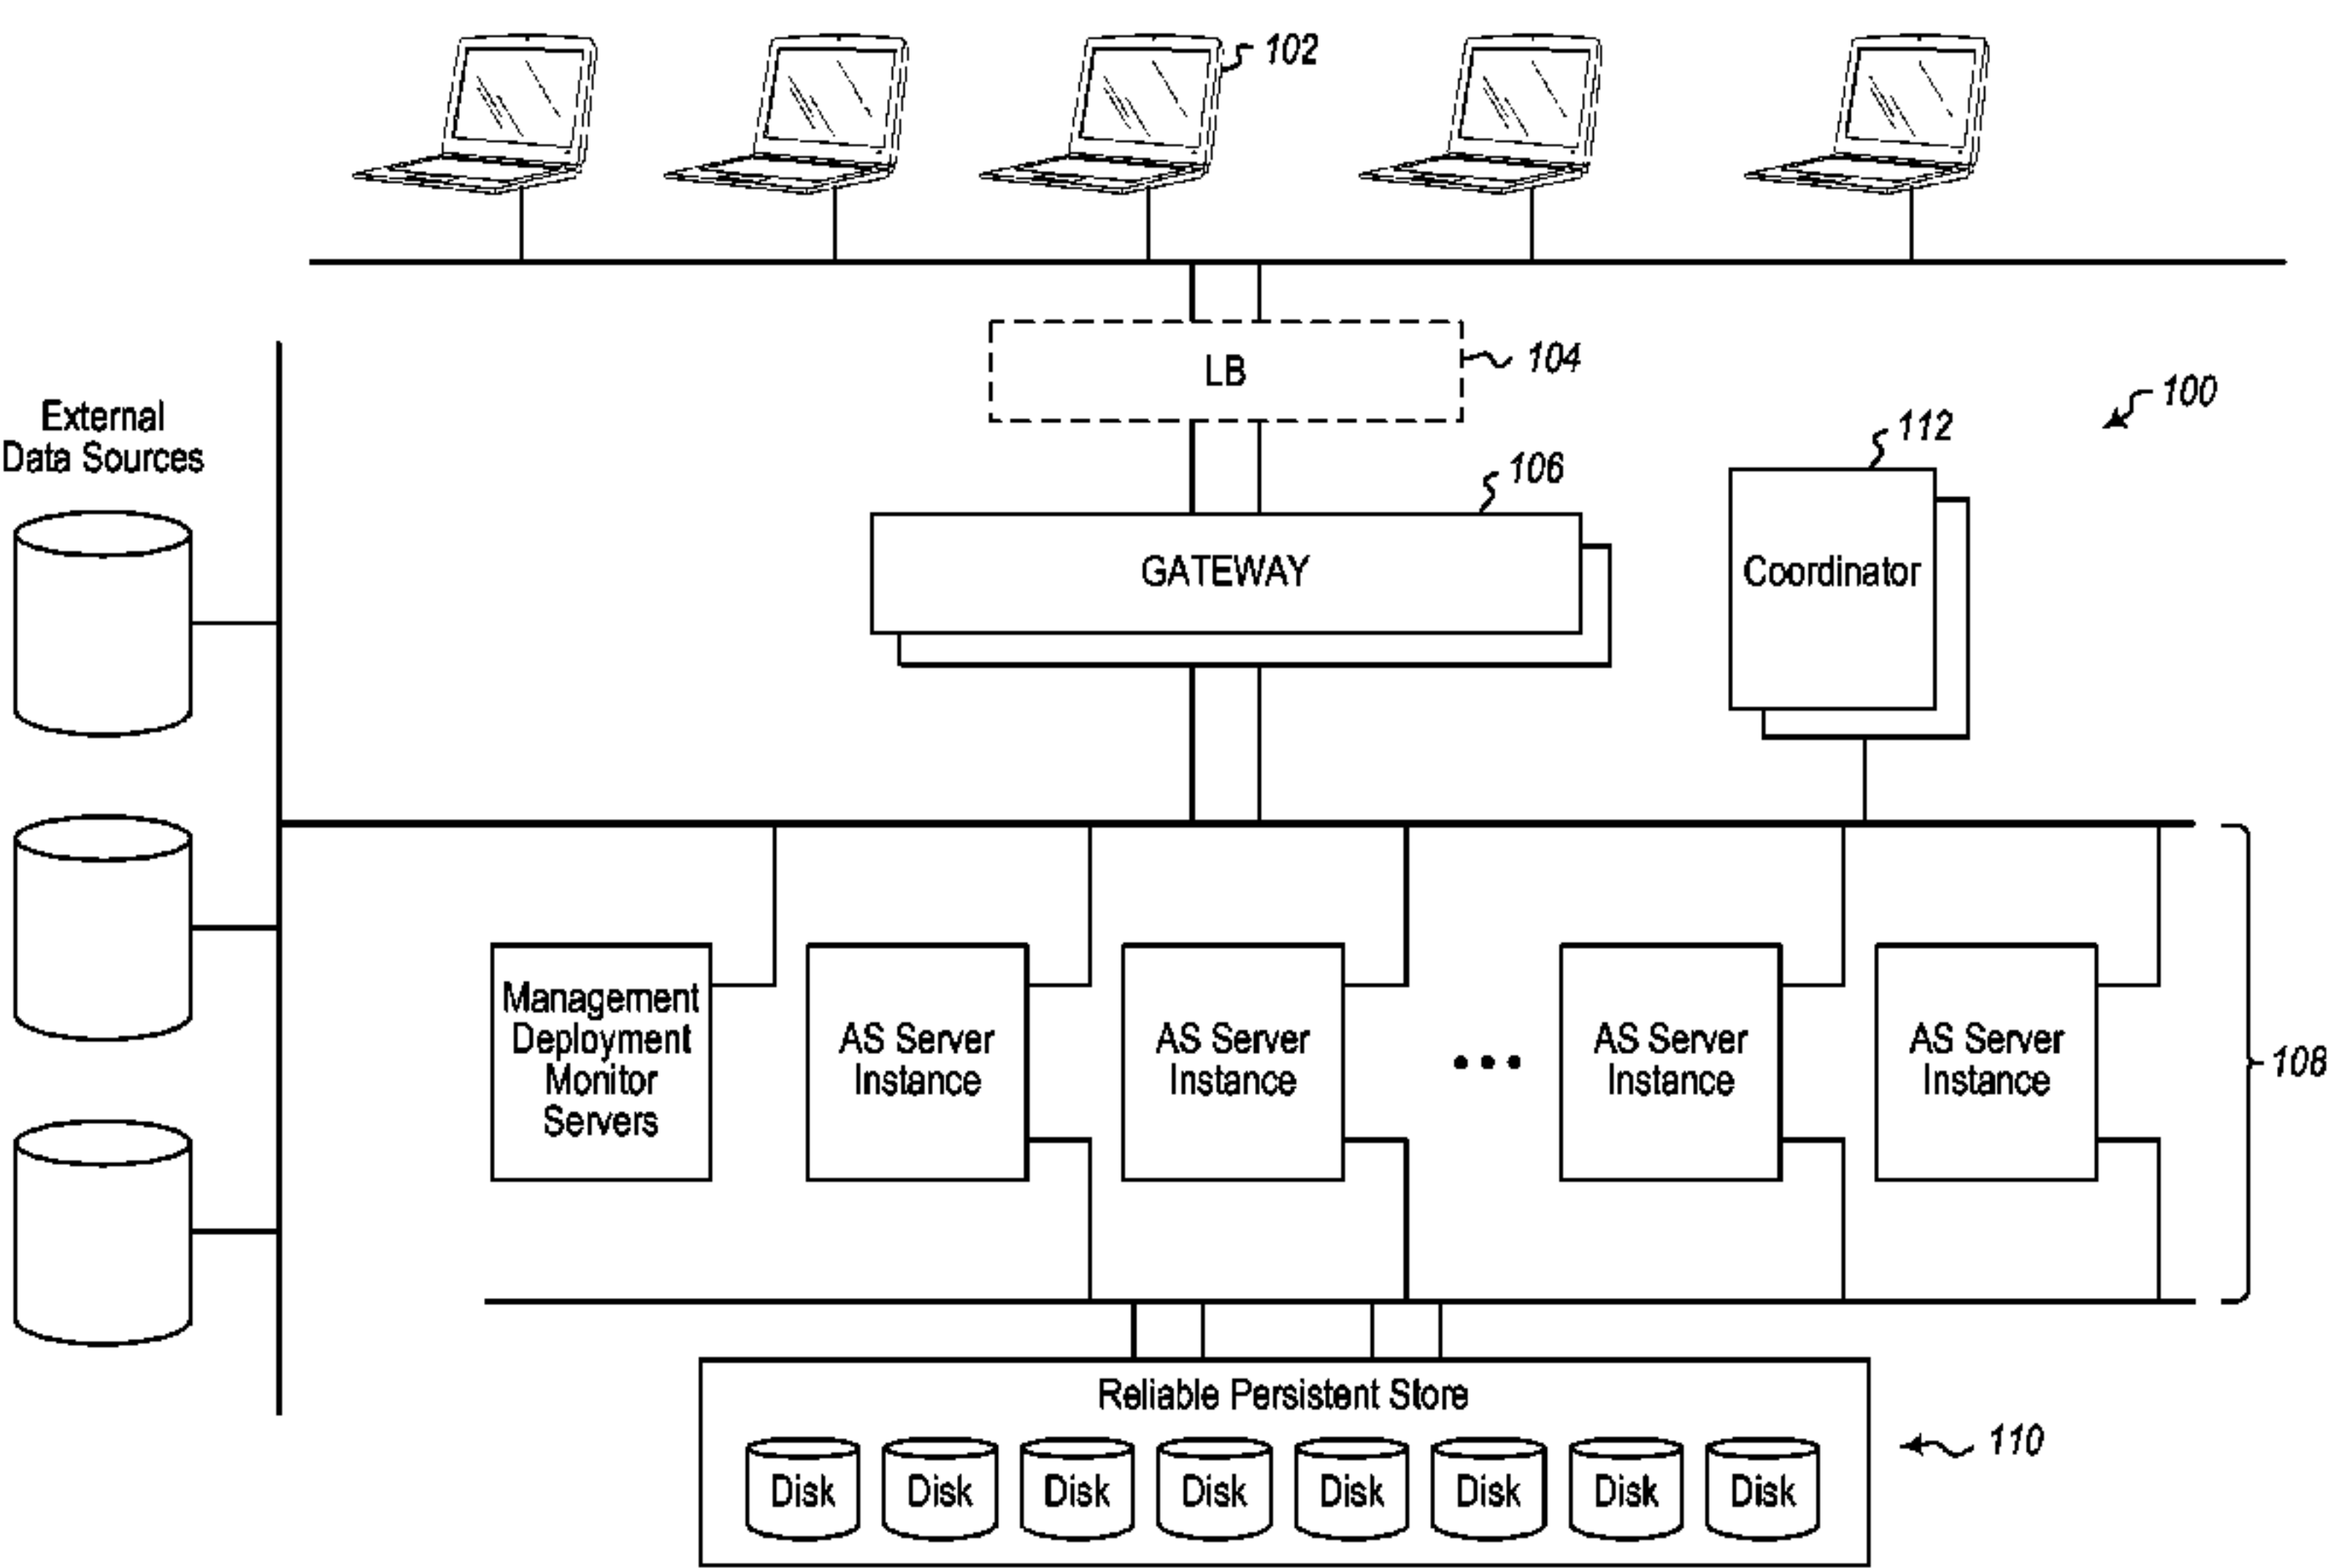 102
LB
104
100
External
Data Sources
112
106
GATEWAY
Coordinator
Management
Deployment
Monitor
Servers
AS Server
Instance
AS Server
Instance
AS Server
Instance
AS Server
Instance
108
Reliable Persistent Store
110
Disk Disk Disk Disk Disk Disk Disk Disk